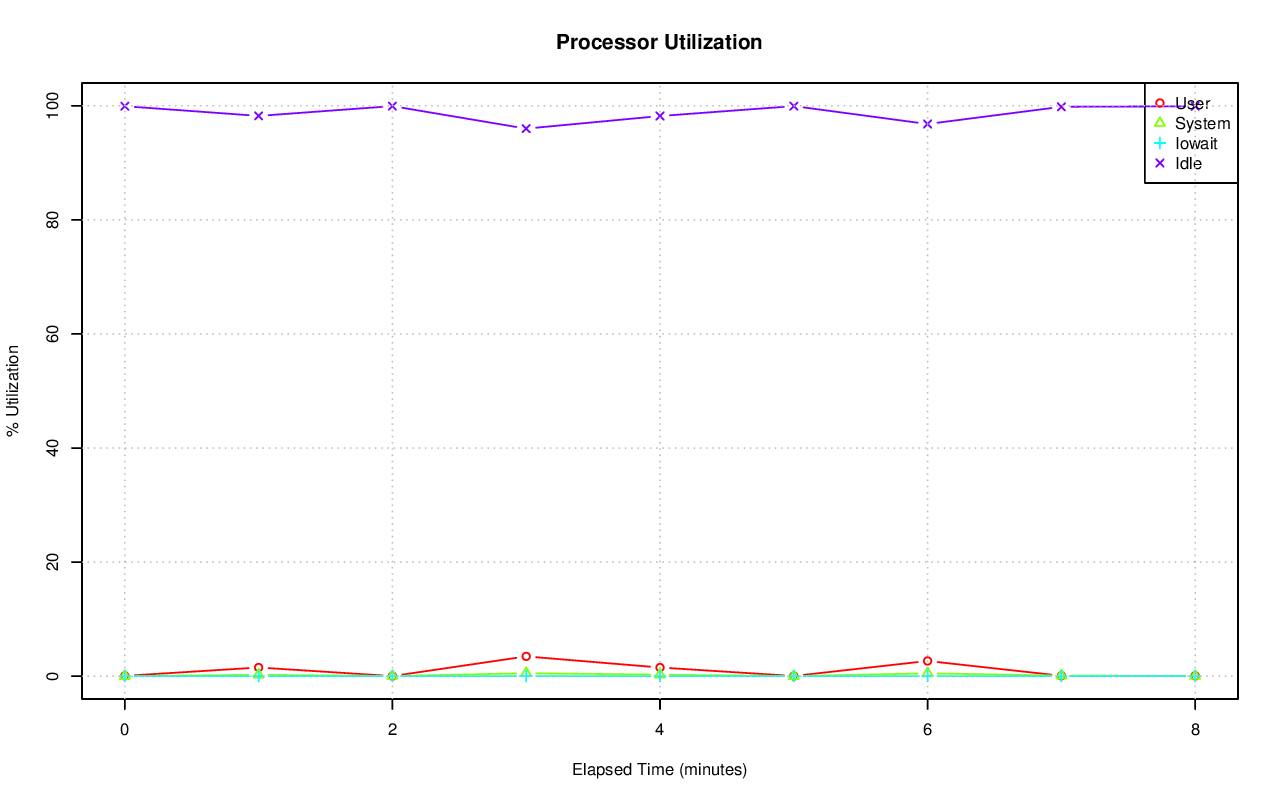 Processor Utilization
% Utilization
100
80
60
40
20
0
User
System
Iowait
Idle
0 2 4 6 8
Elapsed Time (minutes)